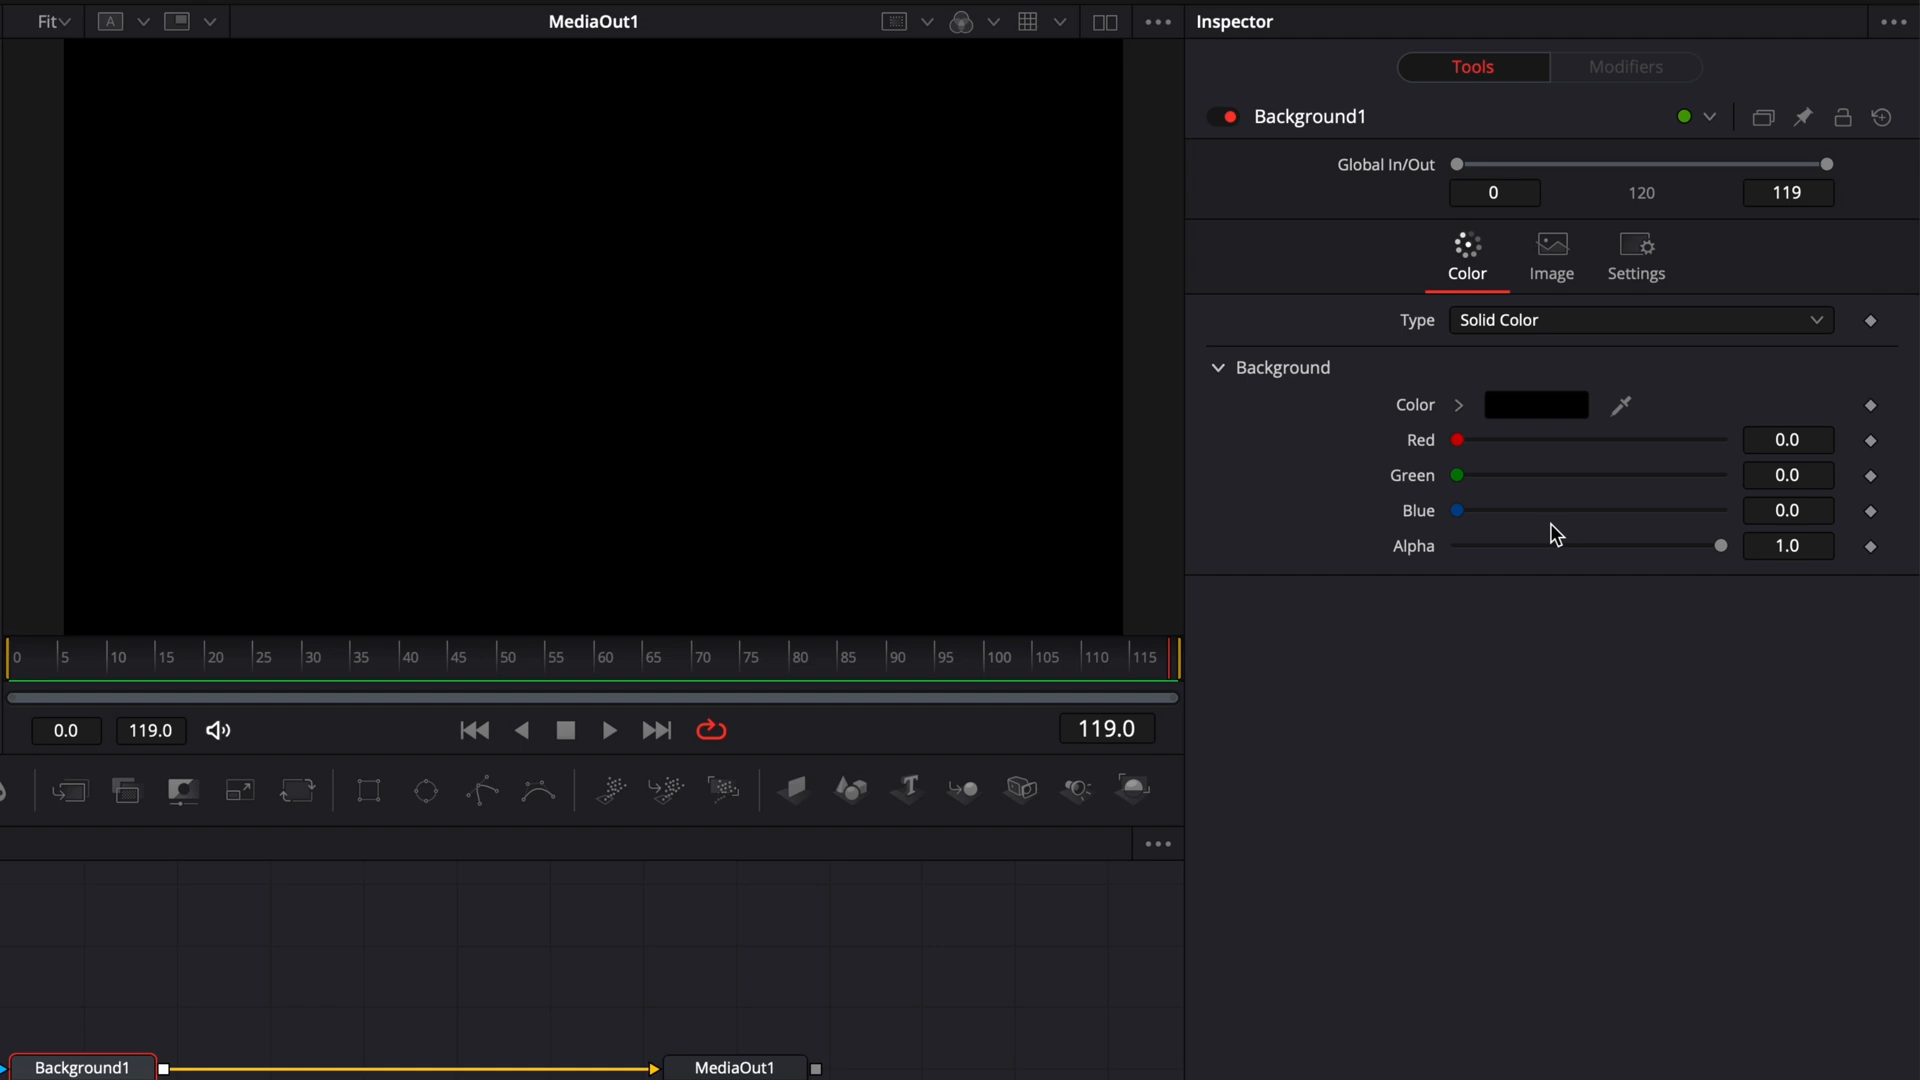 Fit
A
MediaOut1
Inspector
Tools
Modifiers
Background1
Global In/Out
0
120
119
Color
Image
Settings
Type
Solid Color
Background
Color
Red
0.0
Green
0.0
Blue
0.0
Alpha
1.0
0 5 10 15 20 25 30 35 40 45 50 55 60 65 70 75 80 85 90 95 100 105 110 115
0.0
119.0
119.0
T
Background1
MediaOut1